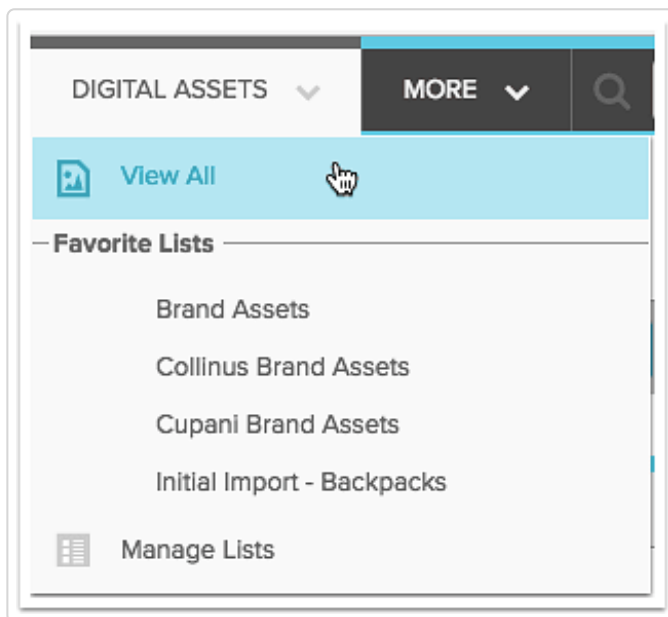 DIGITAL ASSETS MORE
View All
Favorite Lists
Brand Assets
Collinus Brand Assets
Cupani Brand Assets
Initial Import - Backpacks
Manage Lists